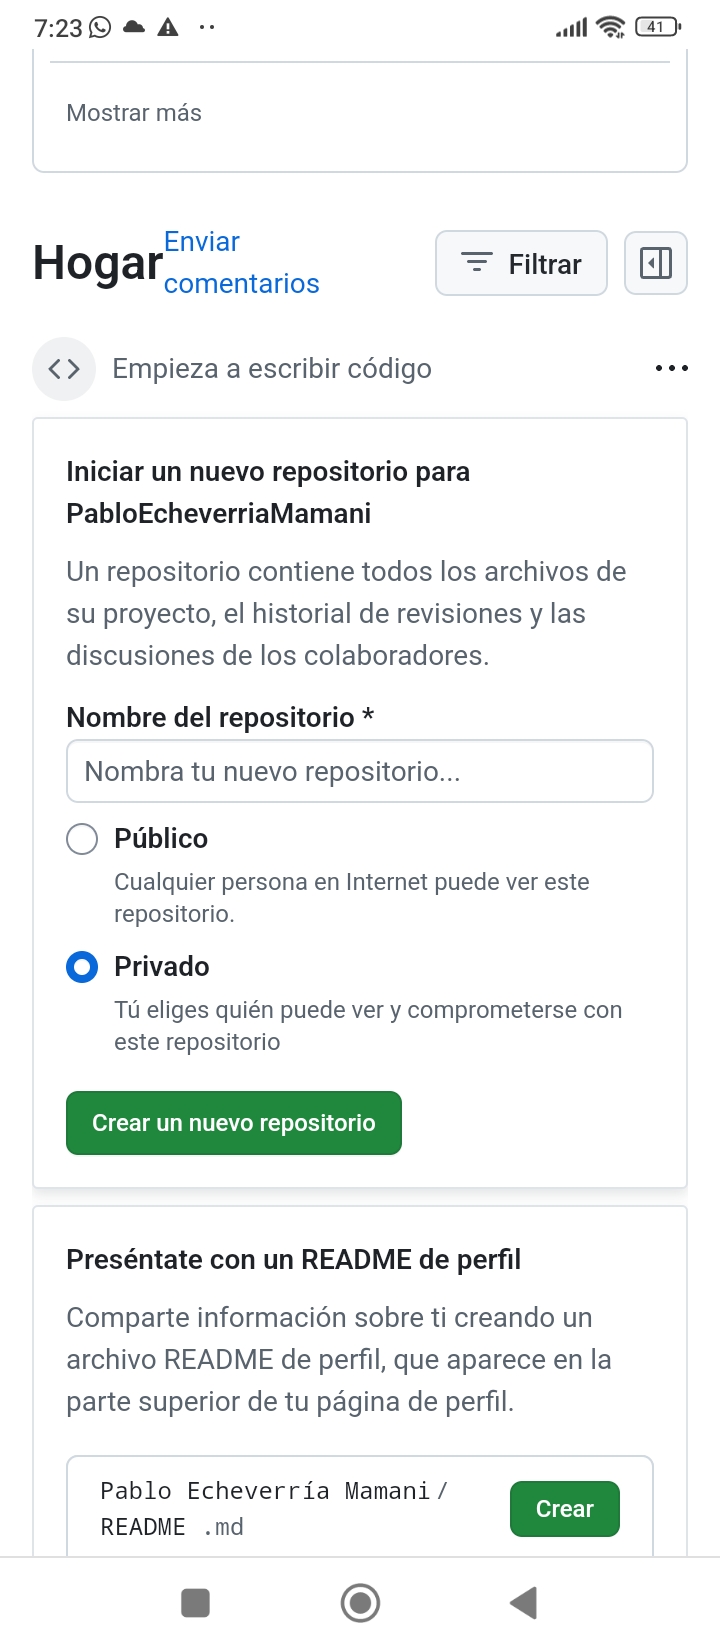 7:23
41
Mostrar más
Hogar
Enviar
comentarios
Filtrar
Empieza a escribir código
Iniciar un nuevo repositorio para
PabloEcheverriaMamani
Un repositorio contiene todos los archivos de
su proyecto, el historial de revisiones y las
discusiones de los colaboradores.
Nombre del repositorio *
Nombra tu nuevo repositorio...
Público
Cualquier persona en Internet puede ver este
repositorio.
Privado
Tú eliges quién puede ver y comprometerse con
este repositorio
Crear un nuevo repositorio
Preséntate con un README de perfil
Comparte información sobre ti creando un
archivo README de perfil, que aparece en la
parte superior de tu página de perfil.
Pablo Echeverría Mamani /
README .md
Crear